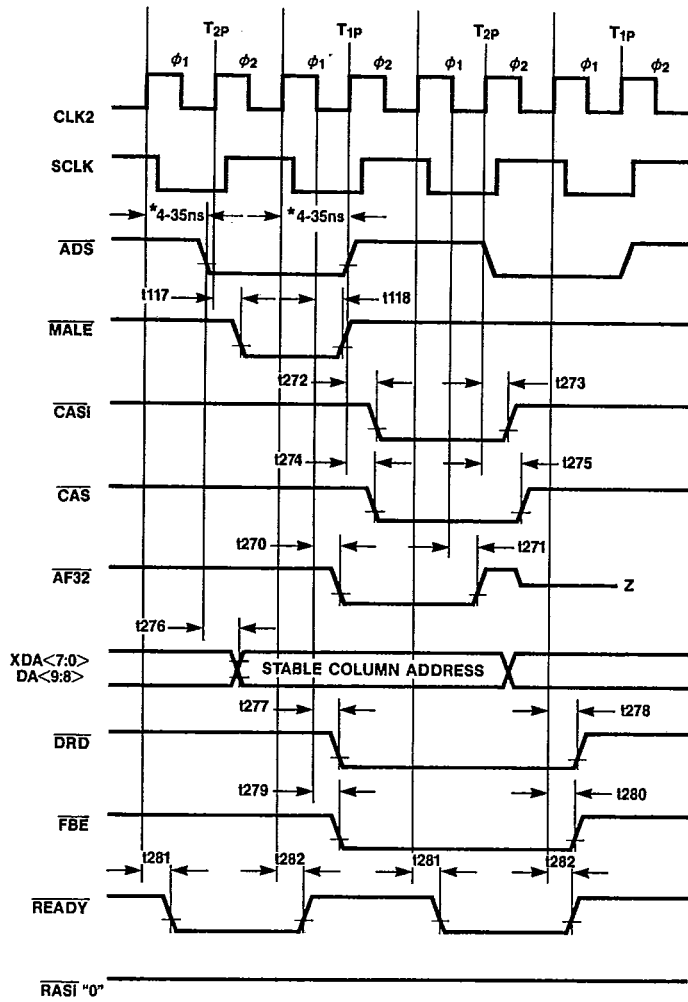 T2P T1P T2P T1P
ϕ1 ϕ2 ϕ1 ϕ2 ϕ1 ϕ2 ϕ1 ϕ2
CLK2
SCLK
*4-35ns *4-35ns
ADS
t117 t118
MALE
t272 t273
CASI
t274 t275
CAS
t270 t271
AF32
Z
t276
XDA<7:0>
DA<9:8>
STABLE COLUMN ADDRESS
t277 t278
DRD
t279 t280
FBE
t281 t282 t281 t282
READY
RASI "0"